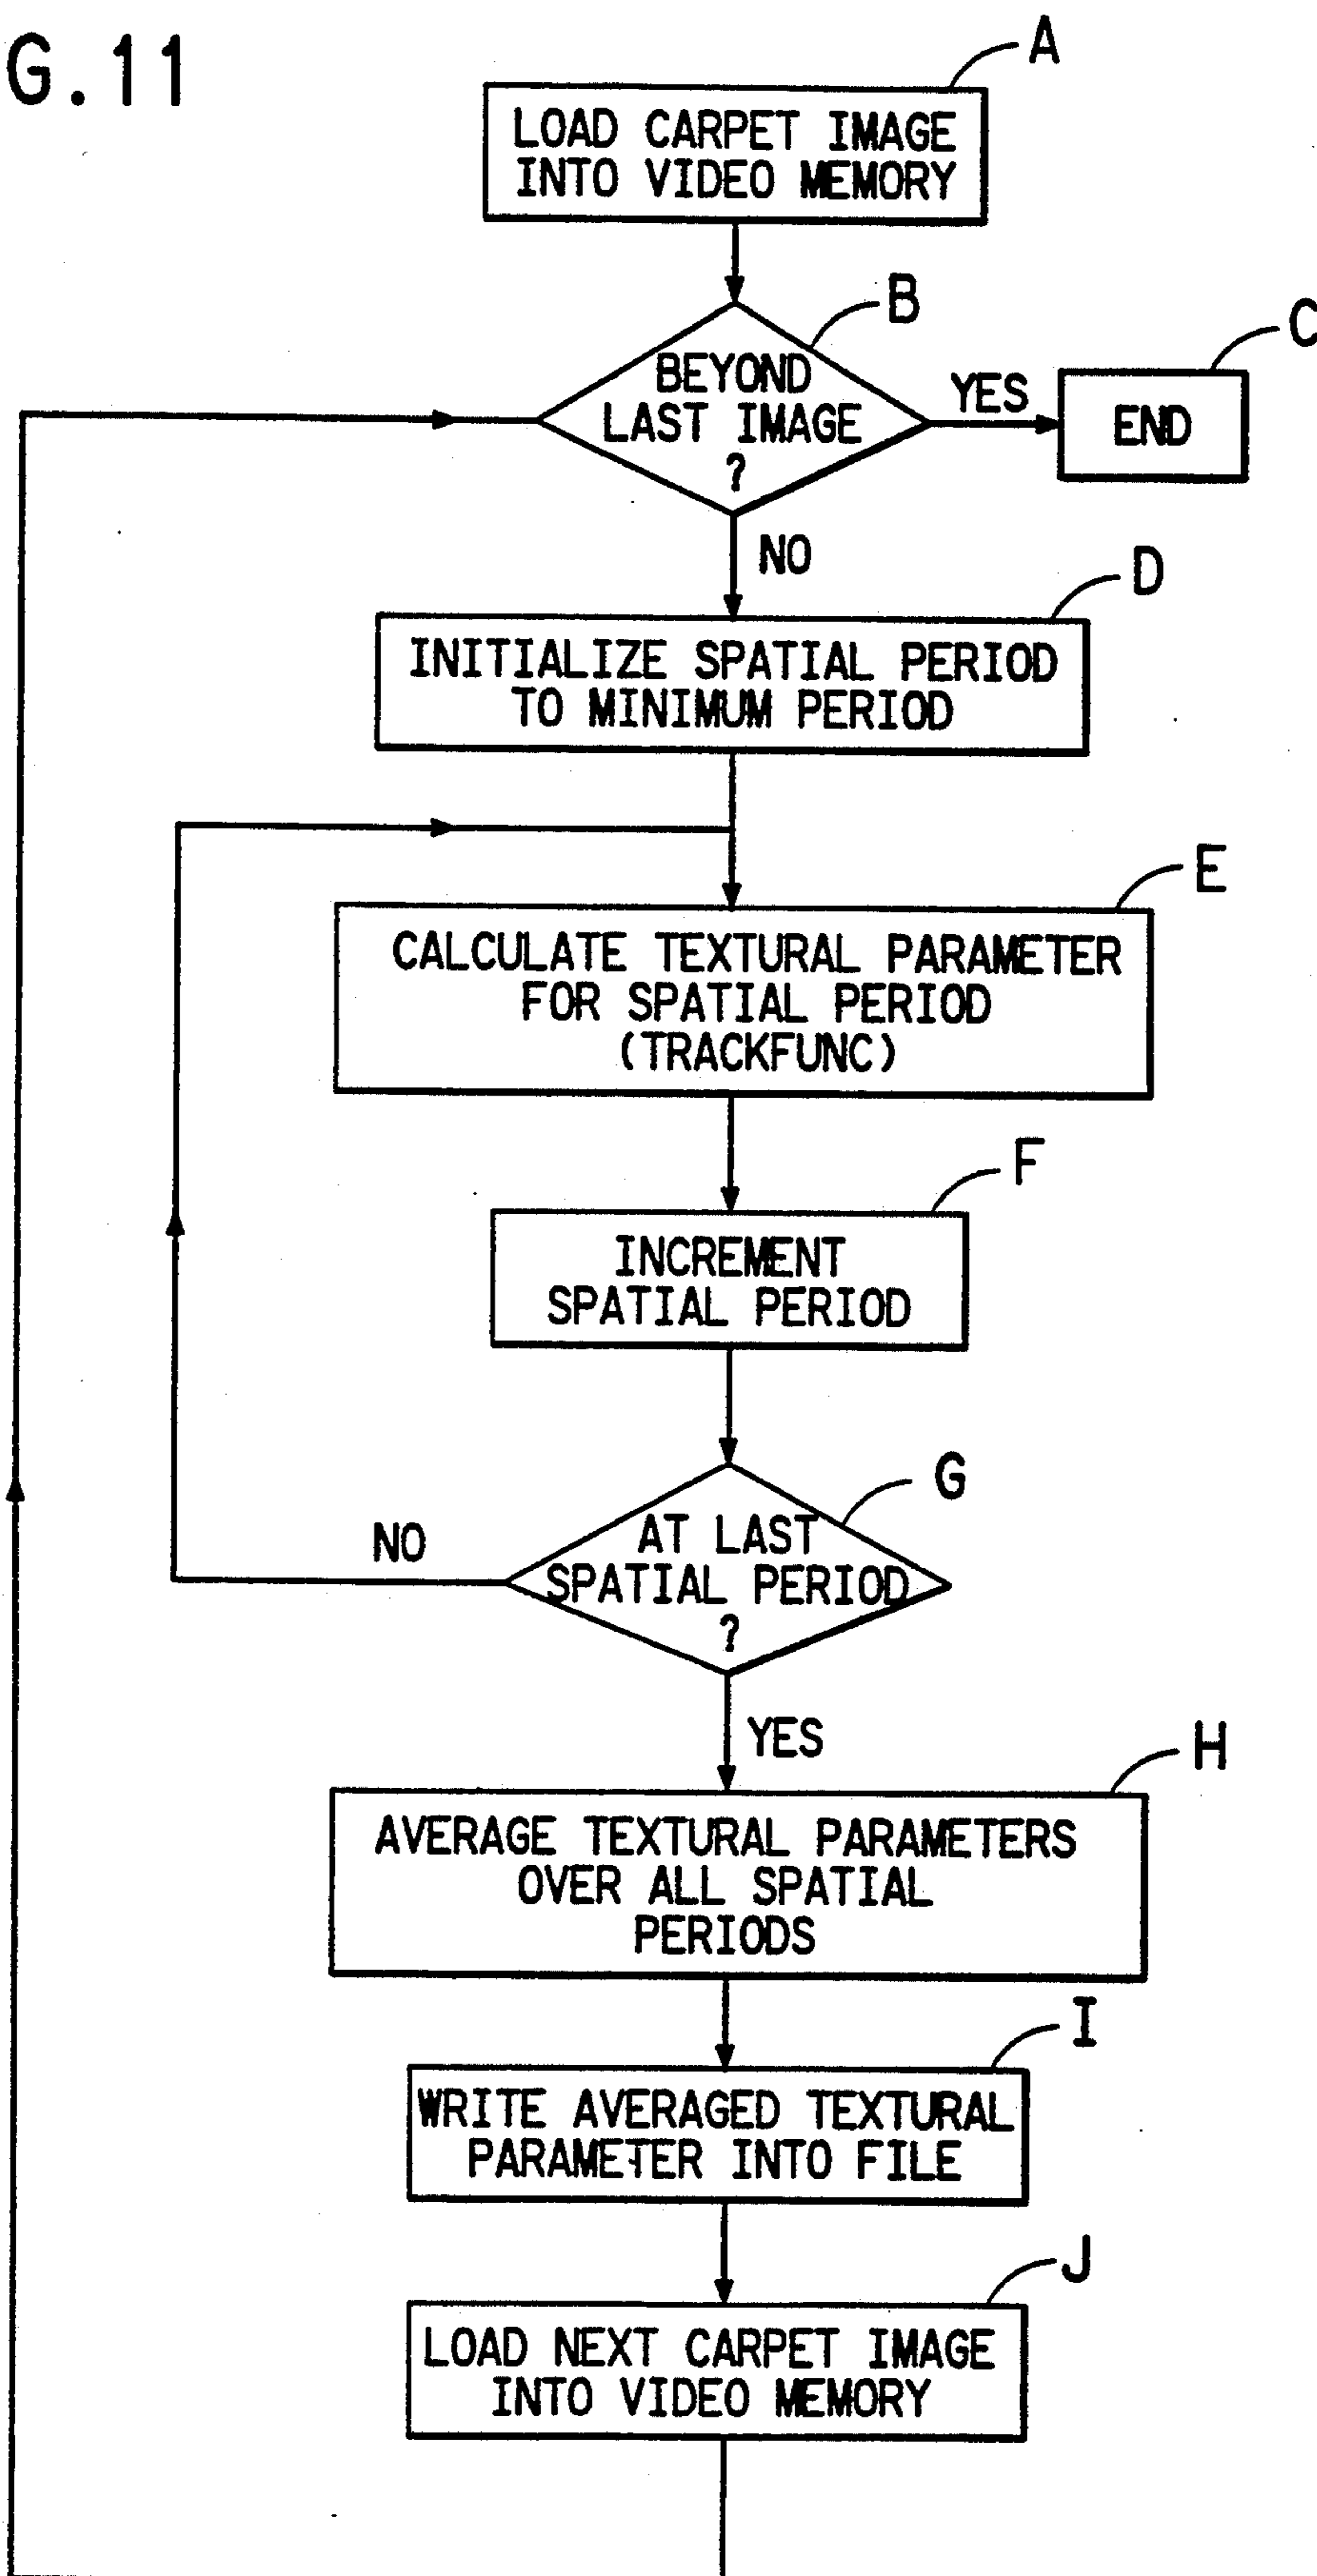 G.11
A
LOAD CARPET IMAGE
INTO VIDEO MEMORY
B
BEYOND
LAST IMAGE
?
YES
C
END
NO
D
INITIALIZE SPATIAL PERIOD
TO MINIMUM PERIOD
E
CALCULATE TEXTURAL PARAMETER
FOR SPATIAL PERIOD
(TRACKFUNC)
F
INCREMENT
SPATIAL PERIOD
G
AT LAST
SPATIAL PERIOD
?
NO
YES
H
AVERAGE TEXTURAL PARAMETERS
OVER ALL SPATIAL
PERIODS
I
WRITE AVERAGED TEXTURAL
PARAMETER INTO FILE
J
LOAD NEXT CARPET IMAGE
INTO VIDEO MEMORY